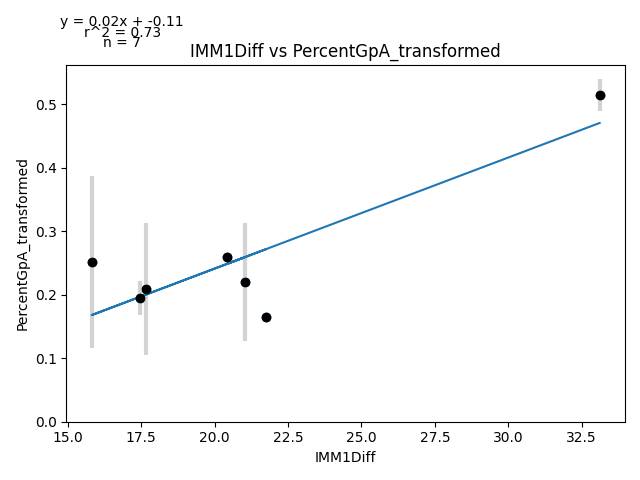 y = 0.02x + -0.11
r^2 = 0.73
n = 7
IMM1Diff vs PercentGpA_transformed
PercentGpA_transformed
0.5
0.4
0.3
0.2
0.1
0.0
15.0 17.5 20.0 22.5 25.0 27.5 30.0 32.5
IMM1Diff